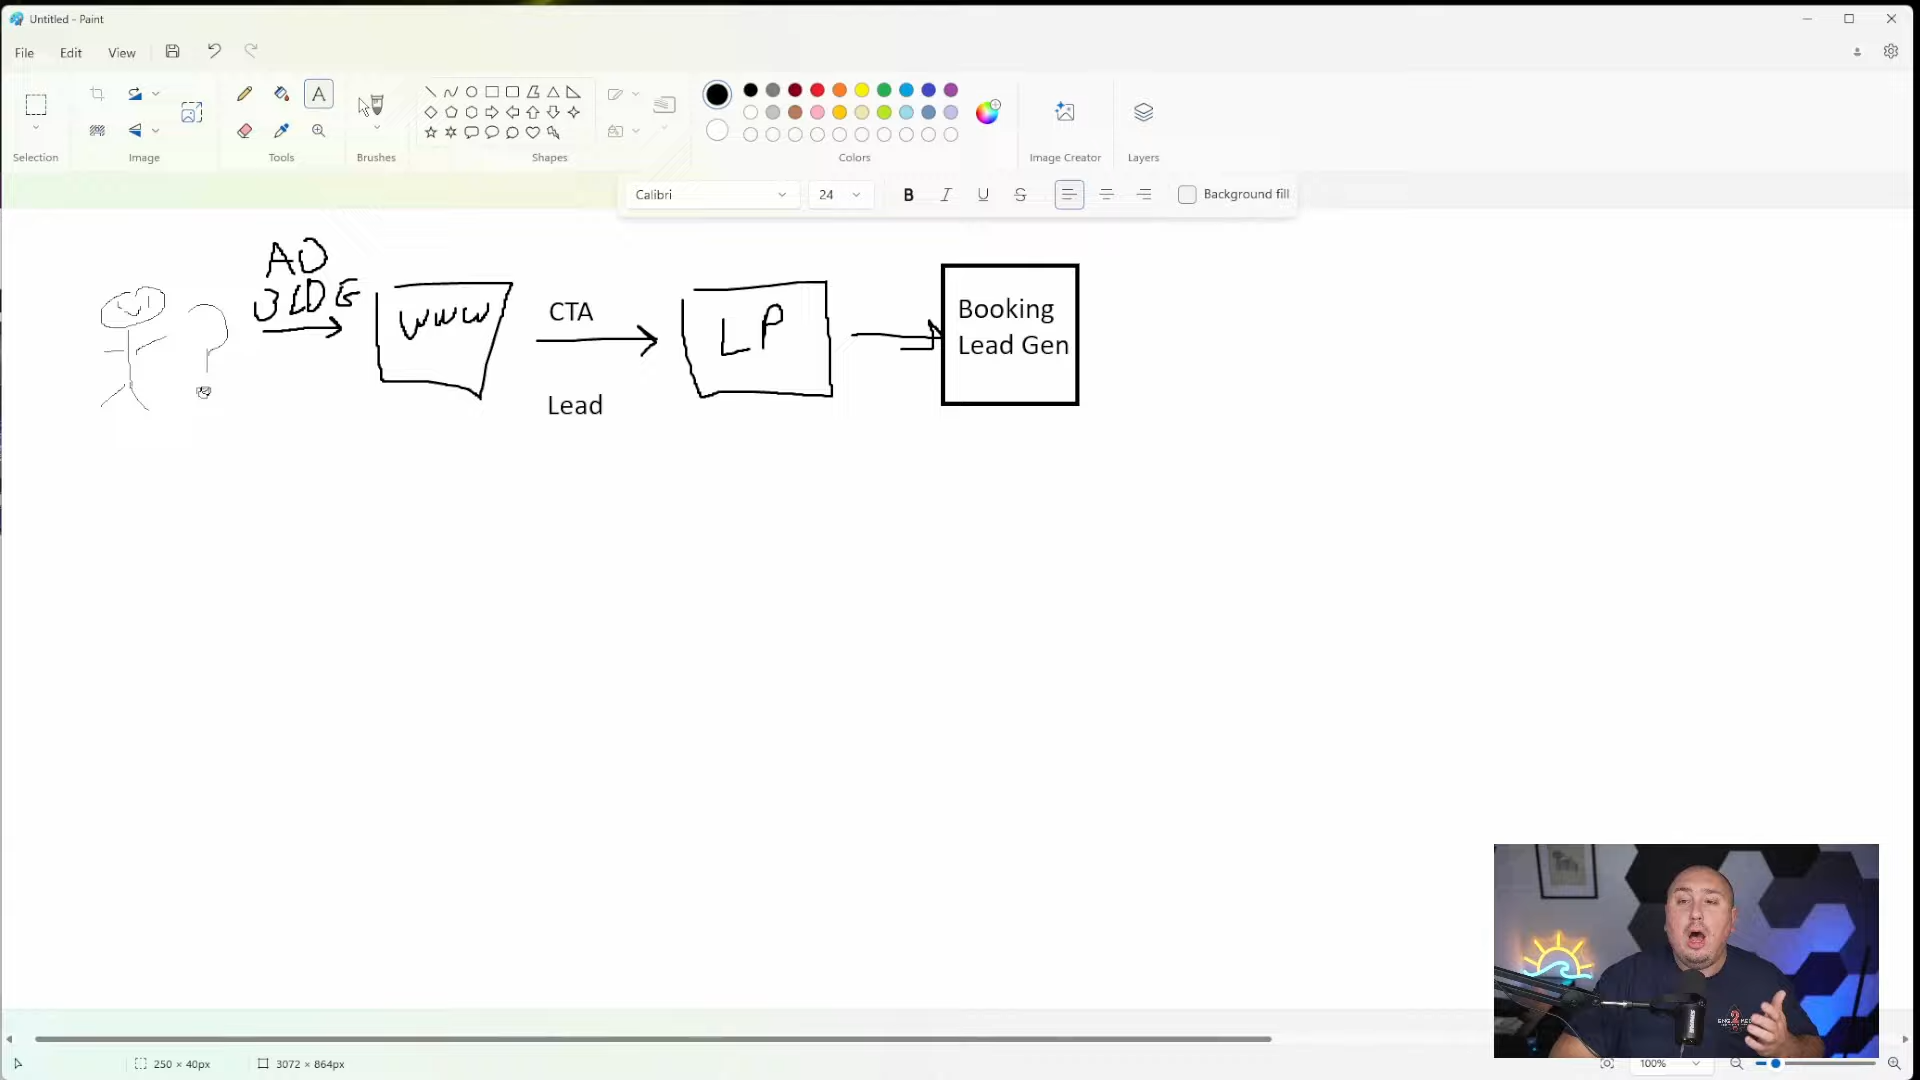 Untitled - Paint
File Edit View
Selection Image Tools Brushes Shapes Colors Image Creator Layers
Calibri 24 B I U S Background fill
AD
WWW
CTA
Lead
LP
Booking
Lead Gen
250 × 40px 3072 × 864px 100%